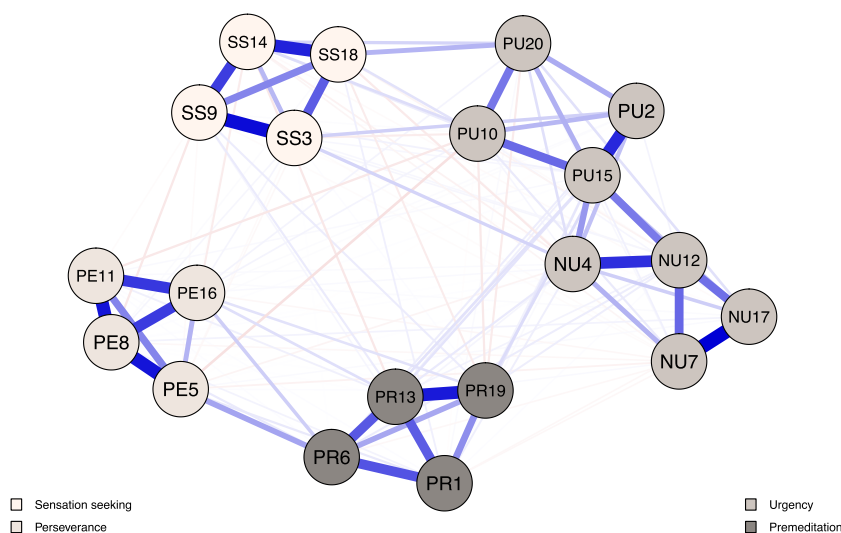 SS14
SS18
PU20
SS9
PU2
SS3
PU10
PU15
NU4
NU12
PE11
PE16
NU17
PE8
NU7
PE5
PR13
PR19
PR6
PR1
Sensation seeking
Urgency
Perseverance
Premeditation